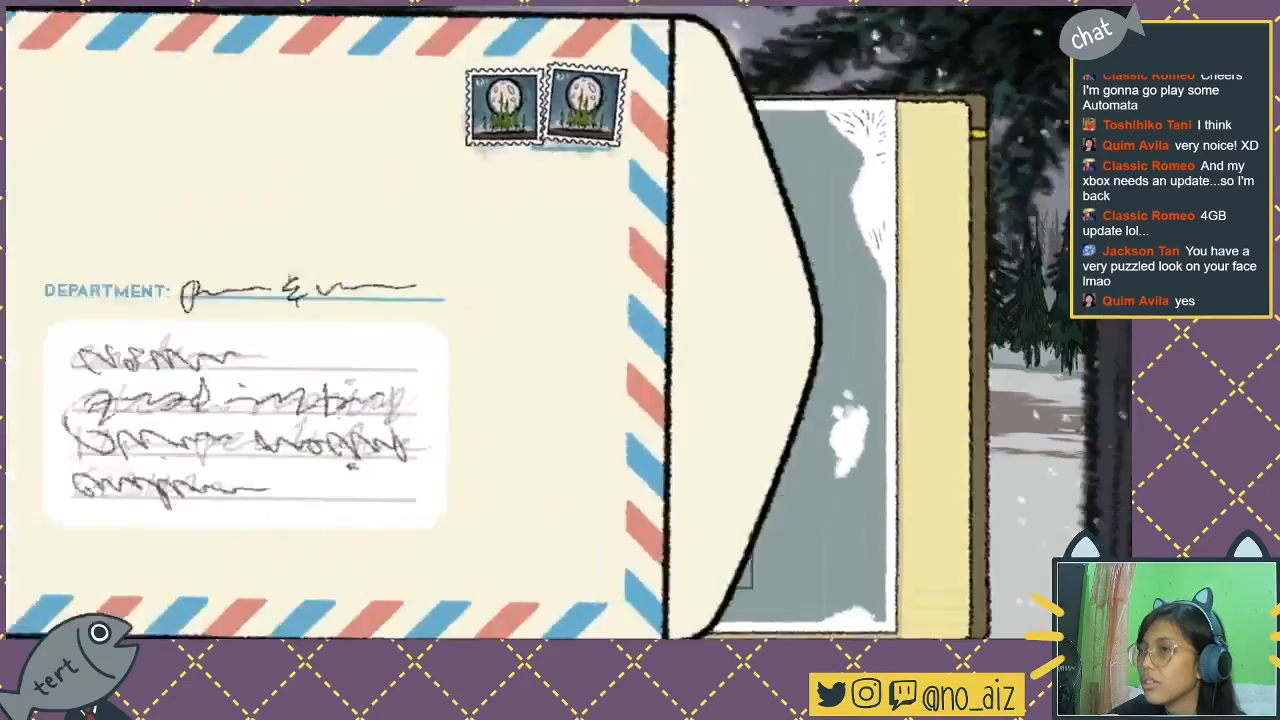 chat
Classic Romeo Cheers
I'm gonna go play some
Automata
Toshihiko Tani I think
Quim Avila very noice! XD
Classic Romeo And my
xbox needs an update...so I'm
back
Classic Romeo 4GB
update lol...
Jackson Tan You have a
very puzzled look on your face
lmao
Quim Avila yes
DEPARTMENT:
tert
@no_aiz